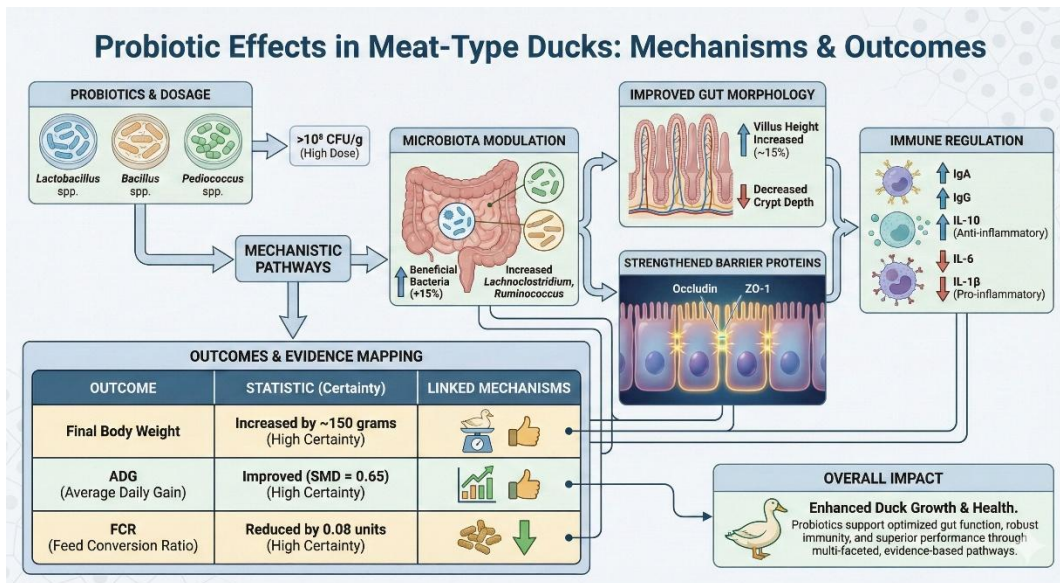 Probiotic Effects in Meat-Type Ducks: Mechanisms & Outcomes
PROBIOTICS & DOSAGE
Lactobacillus
spp.
Bacillus
spp.
Pediococcus
spp.
>10⁸ CFU/g
(High Dose)
MECHANISTIC
PATHWAYS
MICROBIOTA MODULATION
Beneficial
Bacteria
(+15%)
Increased
Lachnoclostridium,
Ruminococcus
IMPROVED GUT MORPHOLOGY
Villus Height
Increased
(~15%)
Decreased
Crypt Depth
STRENGTHENED BARRIER PROTEINS
Occludin
ZO-1
IMMUNE REGULATION
IgA
IgG
IL-10
(Anti-inflammatory)
IL-6
IL-1β
(Pro-inflammatory)
OUTCOMES & EVIDENCE MAPPING
OUTCOME
STATISTIC (Certainty)
LINKED MECHANISMS
Final Body Weight
Increased by ~150 grams
(High Certainty)
ADG
(Average Daily Gain)
Improved (SMD = 0.65)
(High Certainty)
FCR
(Feed Conversion Ratio)
Reduced by 0.08 units
(High Certainty)
OVERALL IMPACT
Enhanced Duck Growth & Health.
Probiotics support optimized gut function, robust
immunity, and superior performance through
multi-faceted, evidence-based pathways.